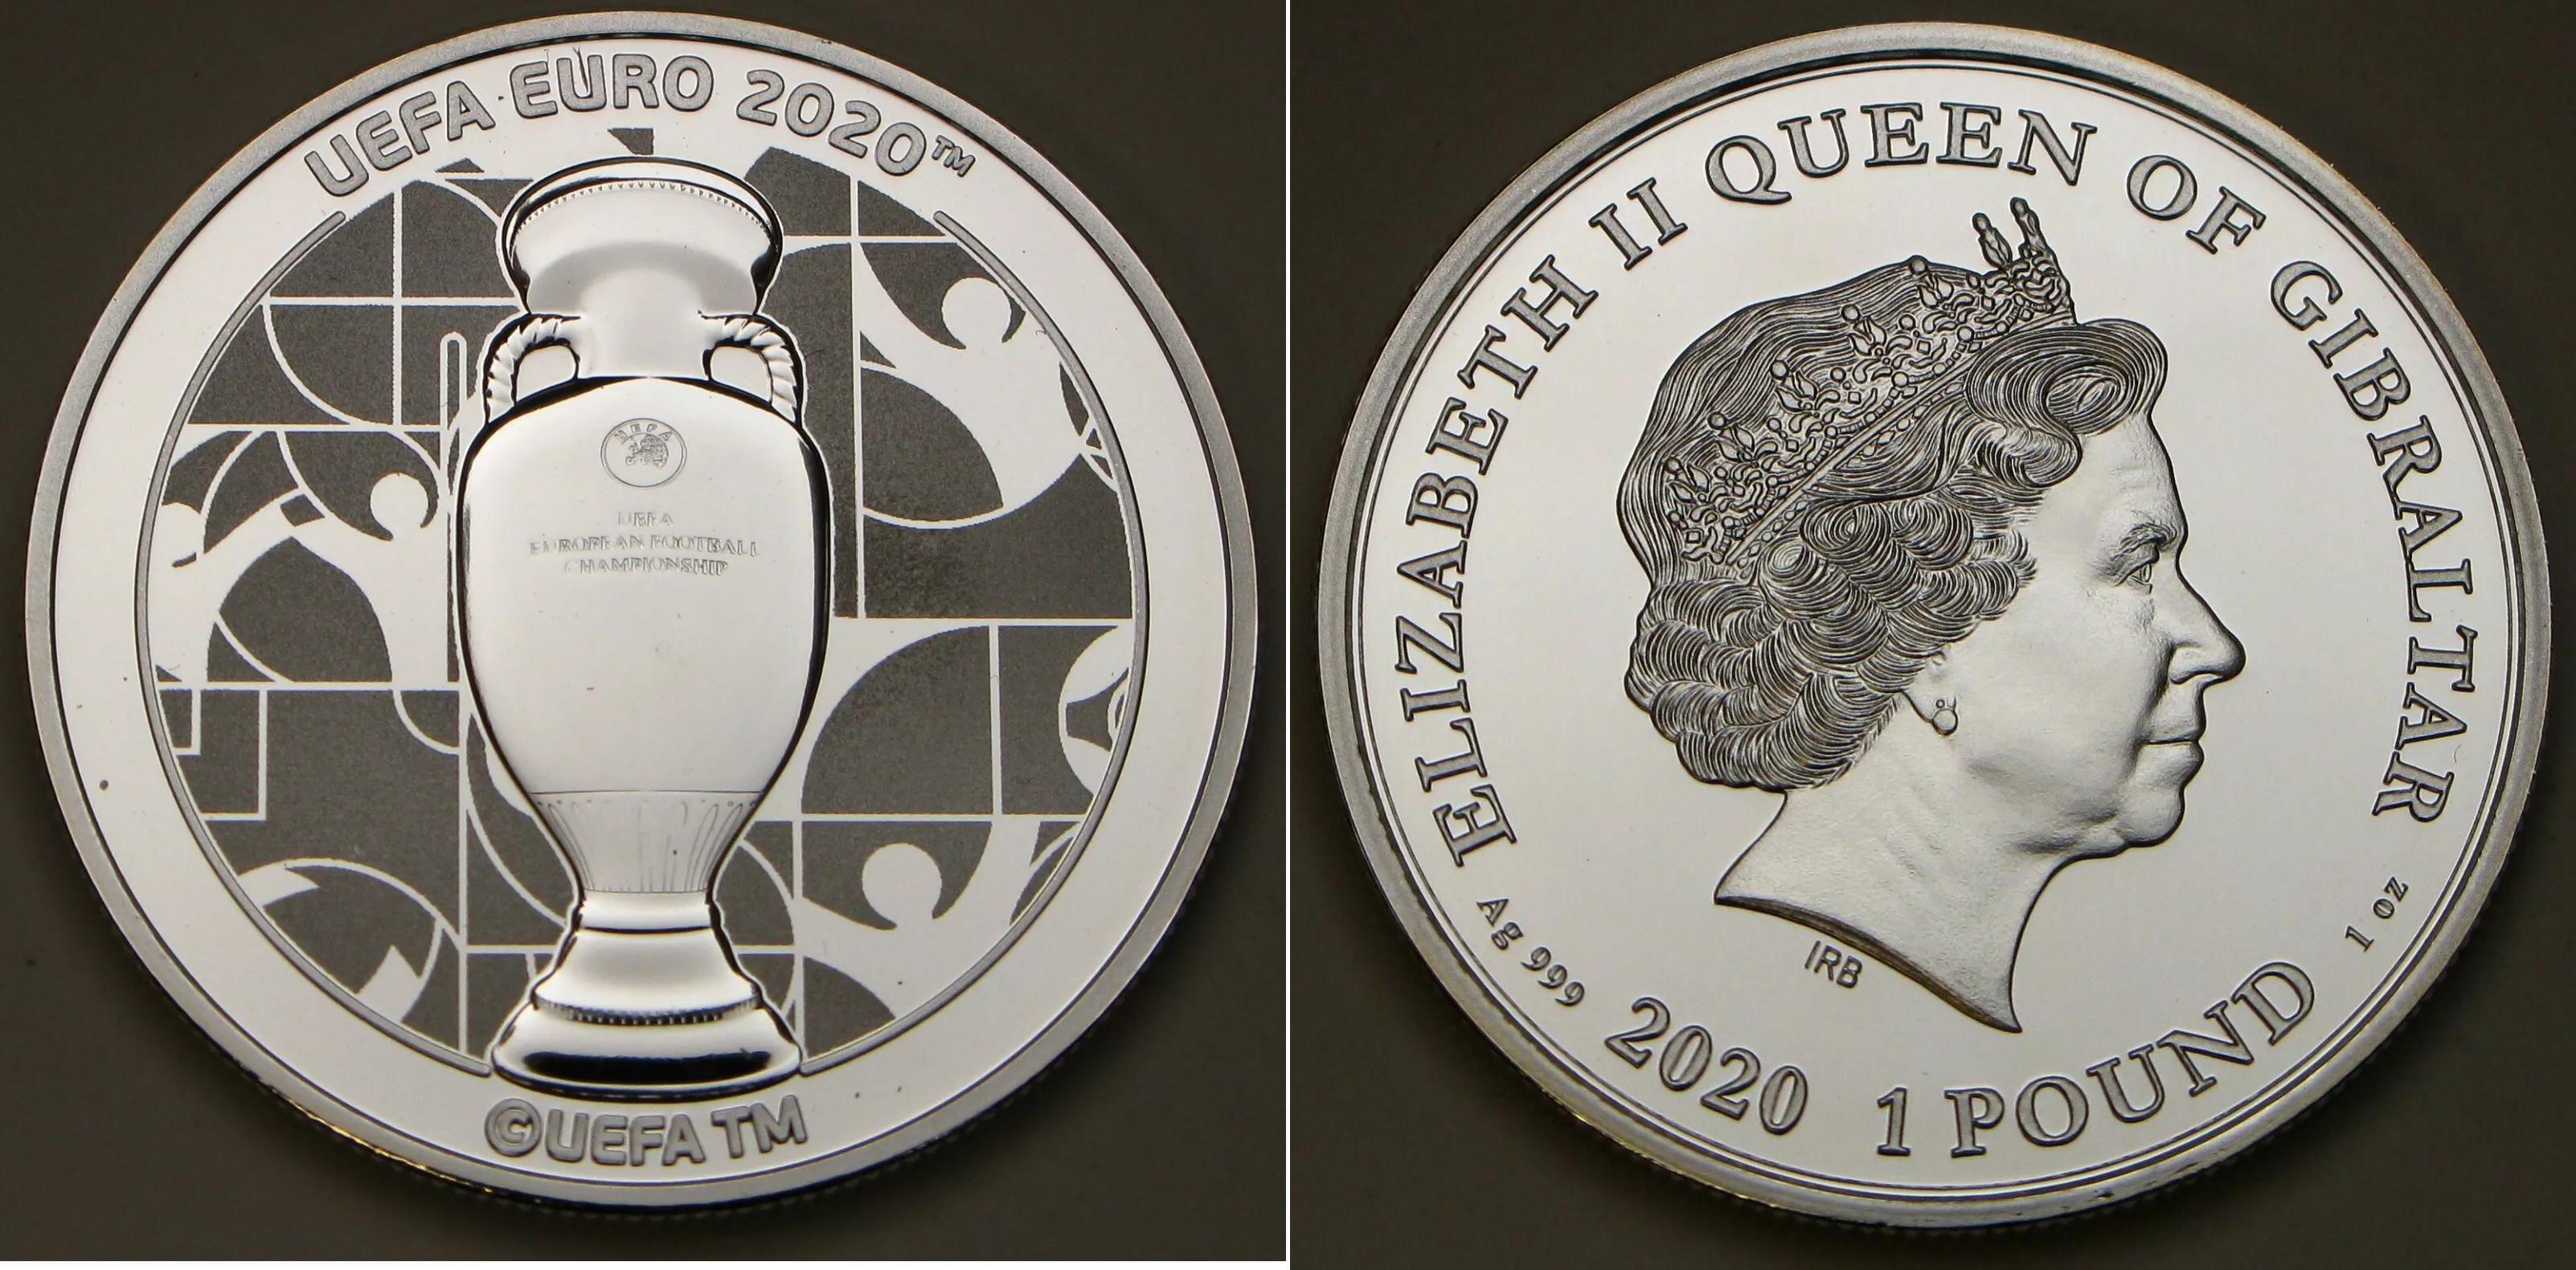 UEFA EURO 2020™
UEFA
UEFA
EUROPEAN FOOTBALL
CHAMPIONSHIP
©UEFA TM
ELIZABETH II QUEEN OF GIBRALTAR
IRB
Ag 999 2020 1 POUND 1 oz